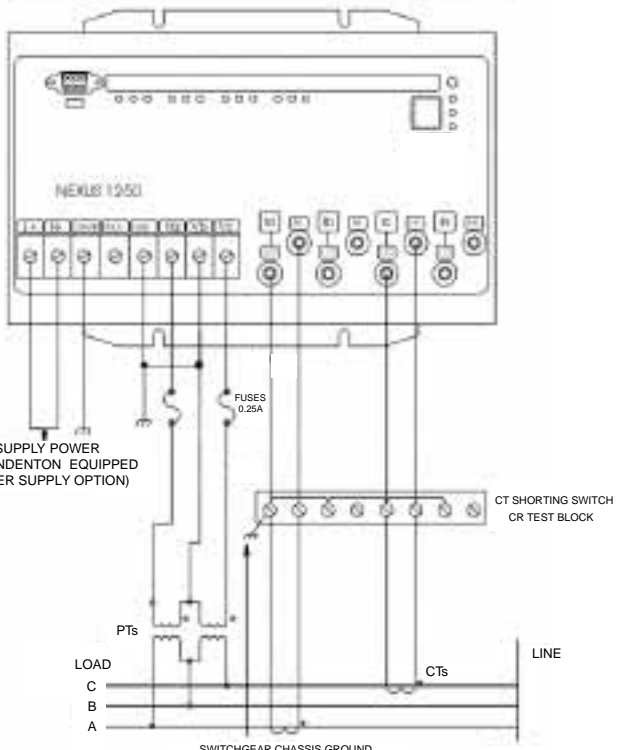 NEXUS 1250
FUSES
0.25A
SUPPLY POWER
NDENTON EQUIPPED
ER SUPPLY OPTION)
CT SHORTING SWITCH
CR TEST BLOCK
PTs
LINE
LOAD
CTs
C
B
A
SWITCHGEAR CHASSIS GROUND